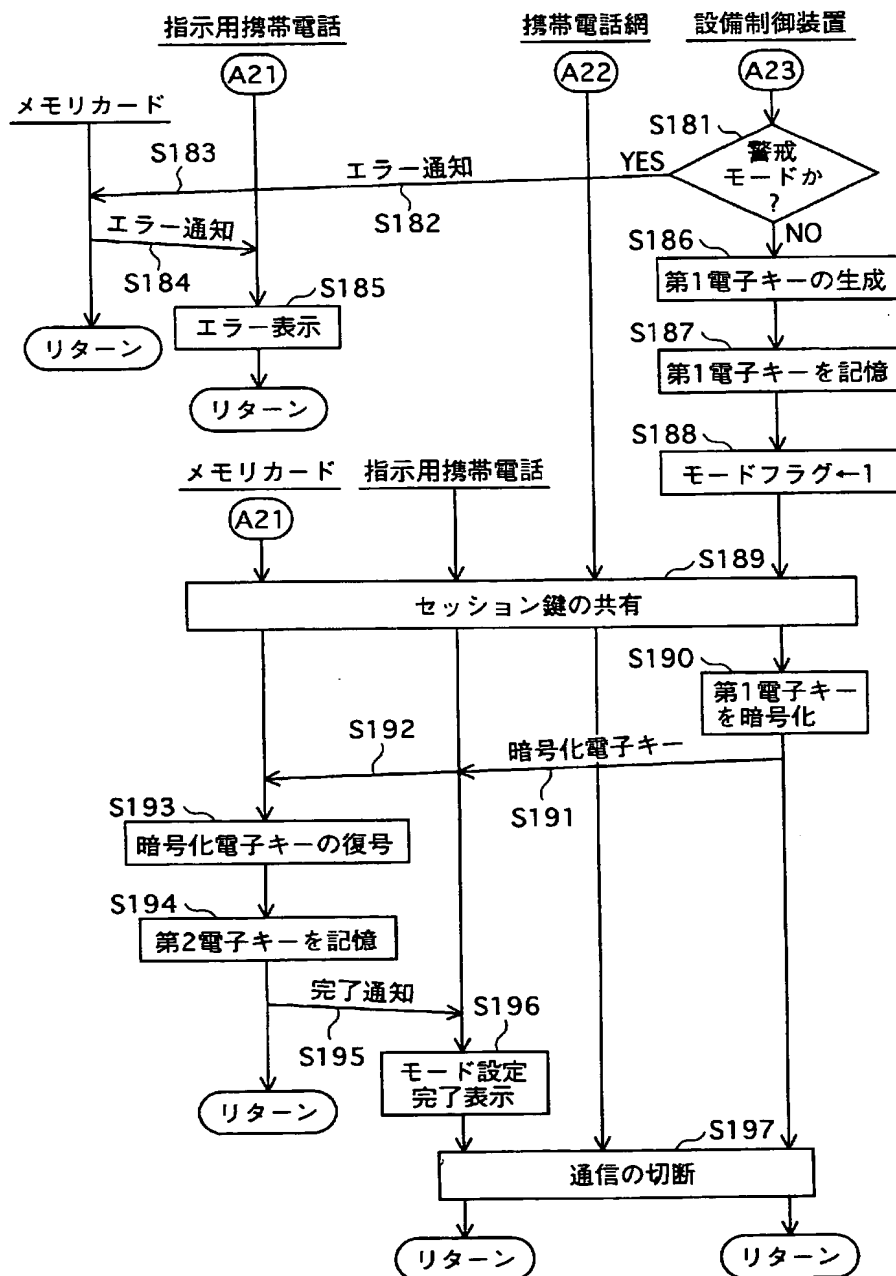 指示用携帯電話
携帯電話網
設備制御装置
A21
A22
A23
メモリカード
S181
警戒
モードか
?
YES
NO
S183
エラー通知
S182
エラー通知
S184
S186
第1電子キーの生成
S185
エラー表示
リターン
S187
第1電子キーを記憶
リターン
S188
モードフラグ←1
メモリカード
指示用携帯電話
A21
S189
セッション鍵の共有
S190
第1電子キー
を暗号化
S192
暗号化電子キー
S191
S193
暗号化電子キーの復号
S194
第2電子キーを記憶
完了通知
S195
S196
モード設定
完了表示
リターン
S197
通信の切断
リターン
リターン